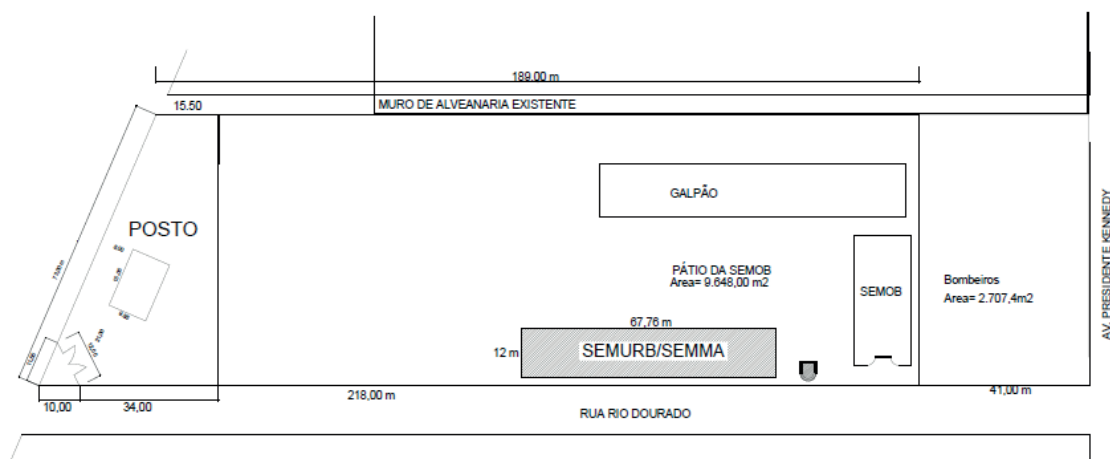 189.00 m
15.50
MURO DE ALVEANARIA EXISTENTE
GALPÃO
POSTO
PÁTIO DA SEMOB
Area= 9.648,00 m2
SEMOB
Bombeiros
Area= 2.707,4m2
AV. PRESIDENTE KENNEDY
67,76 m
12 m
SEMURB/SEMMA
10,00
34,00
218,00 m
41,00 m
RUA RIO DOURADO